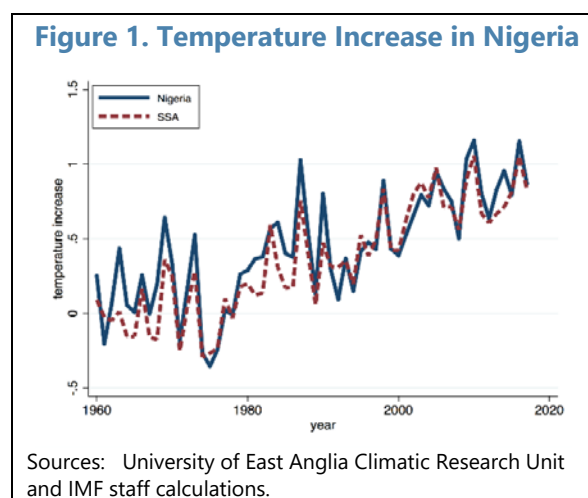 Figure 1. Temperature Increase in Nigeria
1.5
Nigeria
SSA
1
.5
0
-.5
temperature increase
1960
1980
2000
2020
year
Sources: University of East Anglia Climatic Research Unit
and IMF staff calculations.